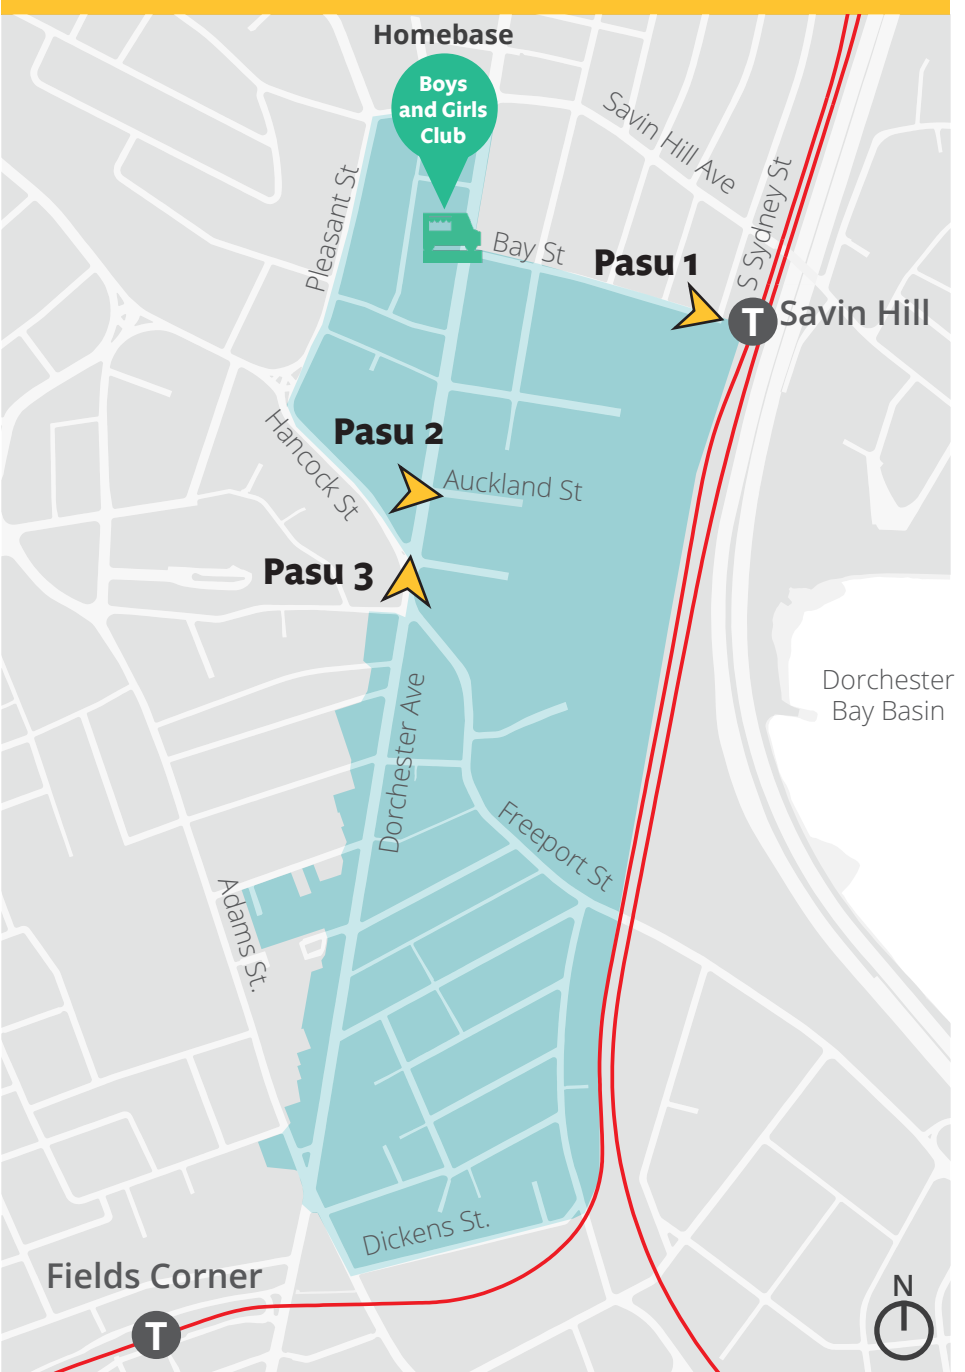 Homebase
Boys
and Girls
Club
Savin Hill Ave
Pleasant St
S Sydney St
Bay St
Pasu 1
T
Savin Hill
Hancock St
Pasu 2
Auckland St
Pasu 3
Dorchester
Bay Basin
Dorchester Ave
Freeport St
Adams St.
Dickens St.
Fields Corner
T
N